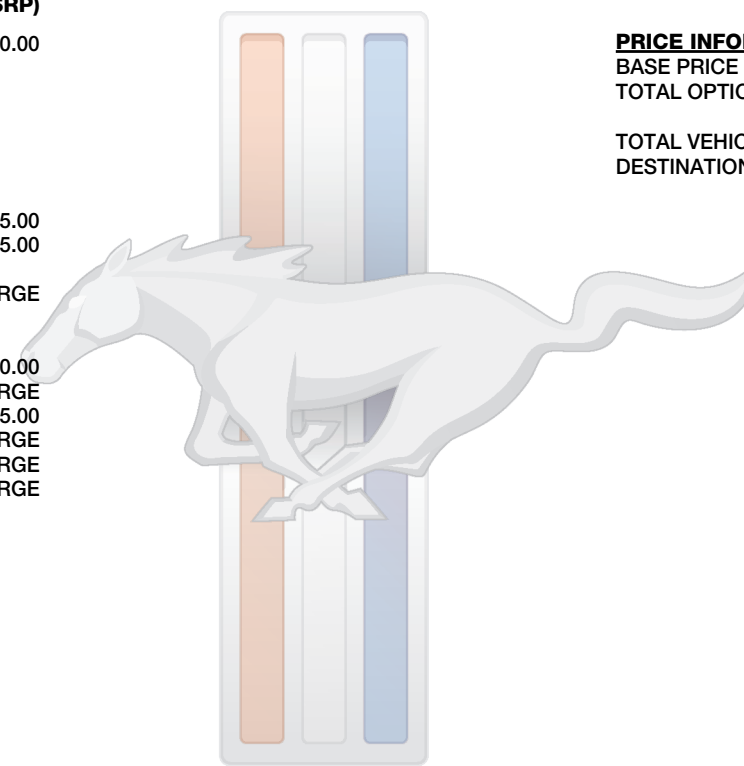 SRP)
0.00
5.00
5.00
RGE
0.00
RGE
5.00
RGE
RGE
RGE
PRICE INFO
BASE PRICE
TOTAL OPTIO
TOTAL VEHIC
DESTINATION